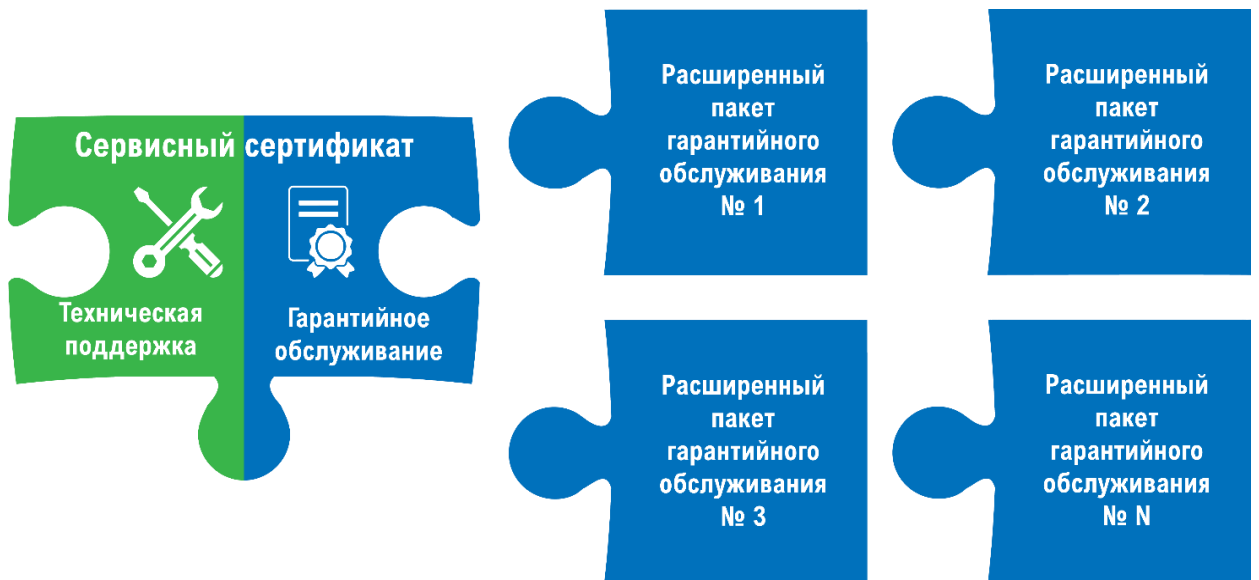 Сервисный сертификат
Техническая
поддержка
Гарантийное
обслуживание
Расширенный
пакет
гарантийного
обслуживания
№ 1
Расширенный
пакет
гарантийного
обслуживания
№ 2
Расширенный
пакет
гарантийного
обслуживания
№ 3
Расширенный
пакет
гарантийного
обслуживания
№ N